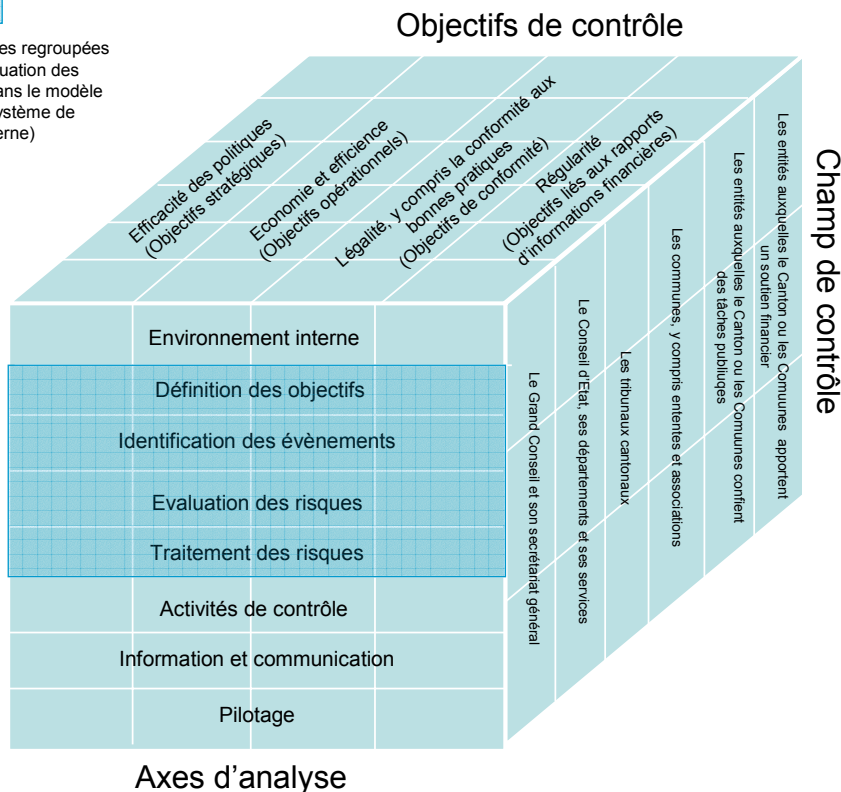 Objectifs de contrôle
es regroupées
uation des
ans le modèle
ystème de
erne)
Efficacité des politiques
(Objectifs stratégiques)
Economie et efficience
(Objectifs opérationnels)
Légalité, y compris la conformité aux
bonnes pratiques
(Objectifs de conformité)
Régularité
(Objectifs liés aux rapports
d'informations financières)
Environnement interne
Définition des objectifs
Identification des évènements
Evaluation des risques
Traitement des risques
Activités de contrôle
Information et communication
Pilotage
Axes d'analyse
Le Grand Conseil et son secrétariat général
Le Conseil d'Etat, ses départements et ses services
Les tribunaux cantonaux
Les communes, y compris ententes et associations
Les entités auxquelles le Canton ou les Comuunes confient
des tâches publiuqes
Les entités auxquelles le Canton ou les Comuunes apportent
un soutien financier
Champ de contrôle